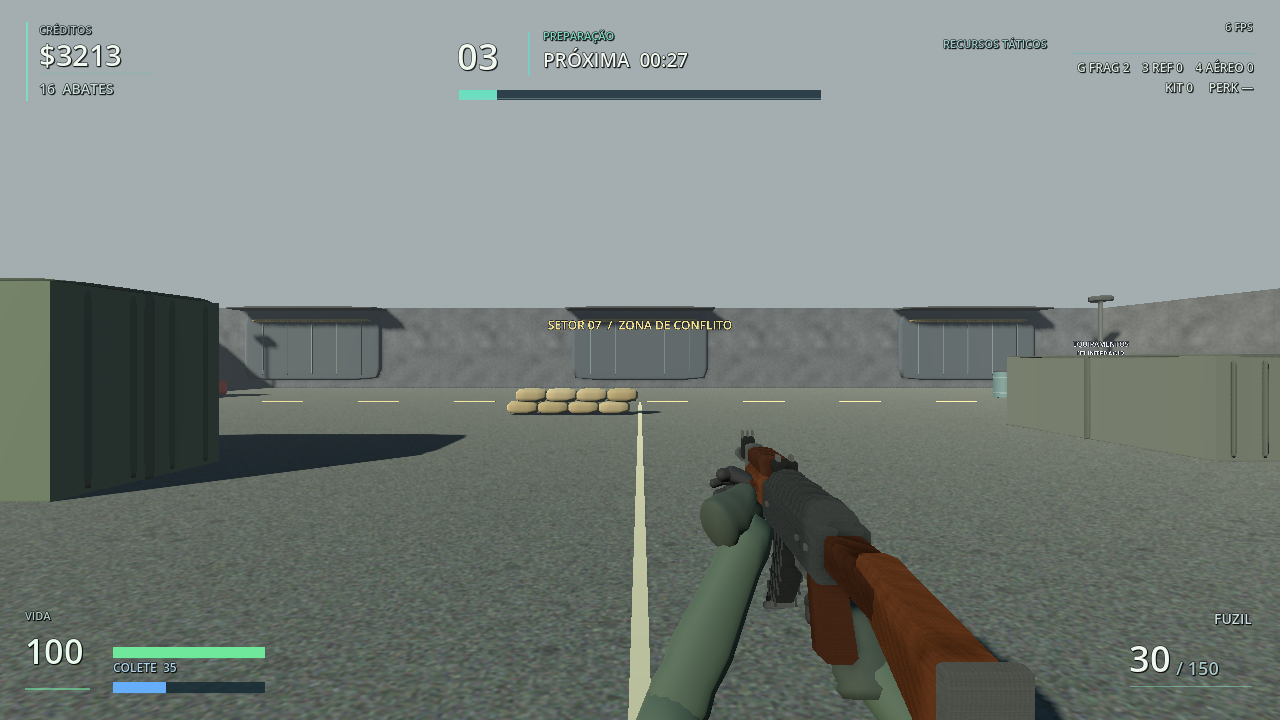 CRÉDITOS
$3213
16 ABATES
03
PREPARAÇÃO
PRÓXIMA 00:27
6 FPS
RECURSOS TÁTICOS
G FRAG 2 3 REF 0 4 AÉREO 0
KIT 0 PERK —
SETOR 07 / ZONA DE CONFLITO
EQUIPAMENTOS
VIDA
100
COLETE 35
FUZIL
30 / 150